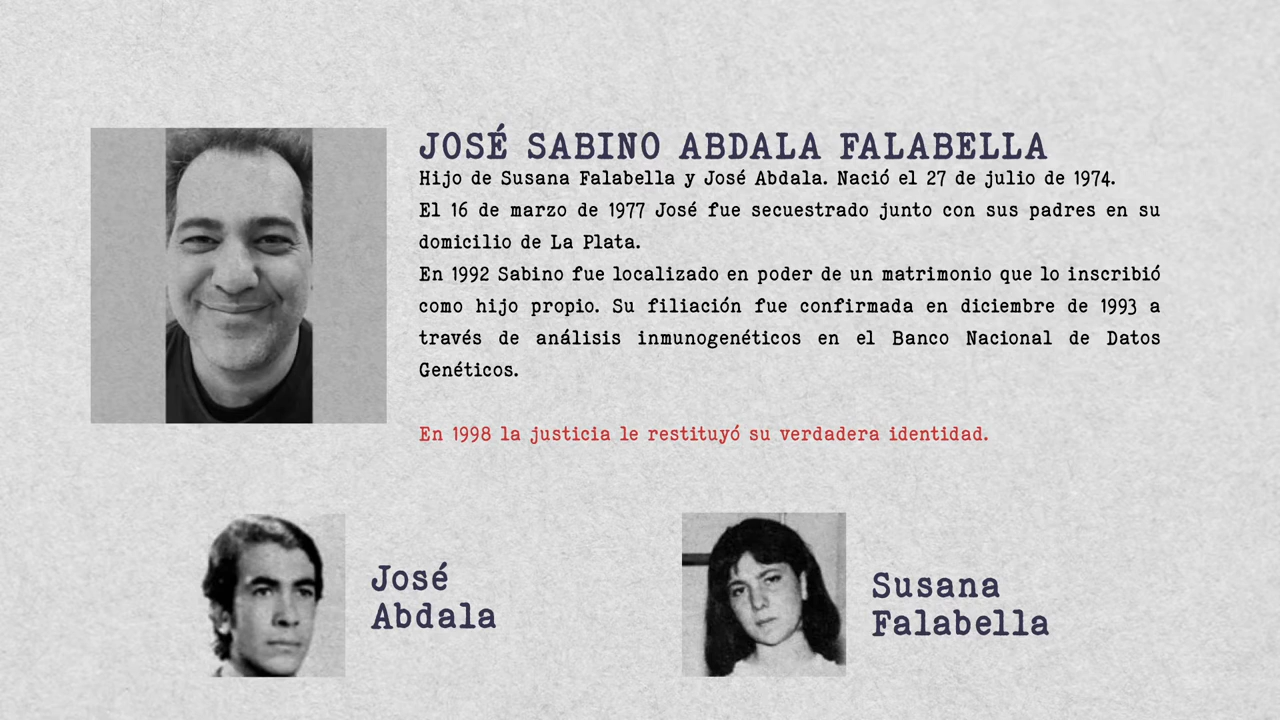 JOSÉ SABINO ABDALA FALABELLA
Hijo de Susana Falabella y José Abdala. Nació el 27 de julio de 1974.
El 16 de marzo de 1977 José fue secuestrado junto con sus padres en su
domicilio de La Plata.
En 1992 Sabino fue localizado en poder de un matrimonio que lo inscribió
como hijo propio. Su filiación fue confirmada en diciembre de 1993 a
través de análisis inmunogenéticos en el Banco Nacional de Datos
Genéticos.
En 1998 la justicia le restituyó su verdadera identidad.
José
Abdala
Susana
Falabella